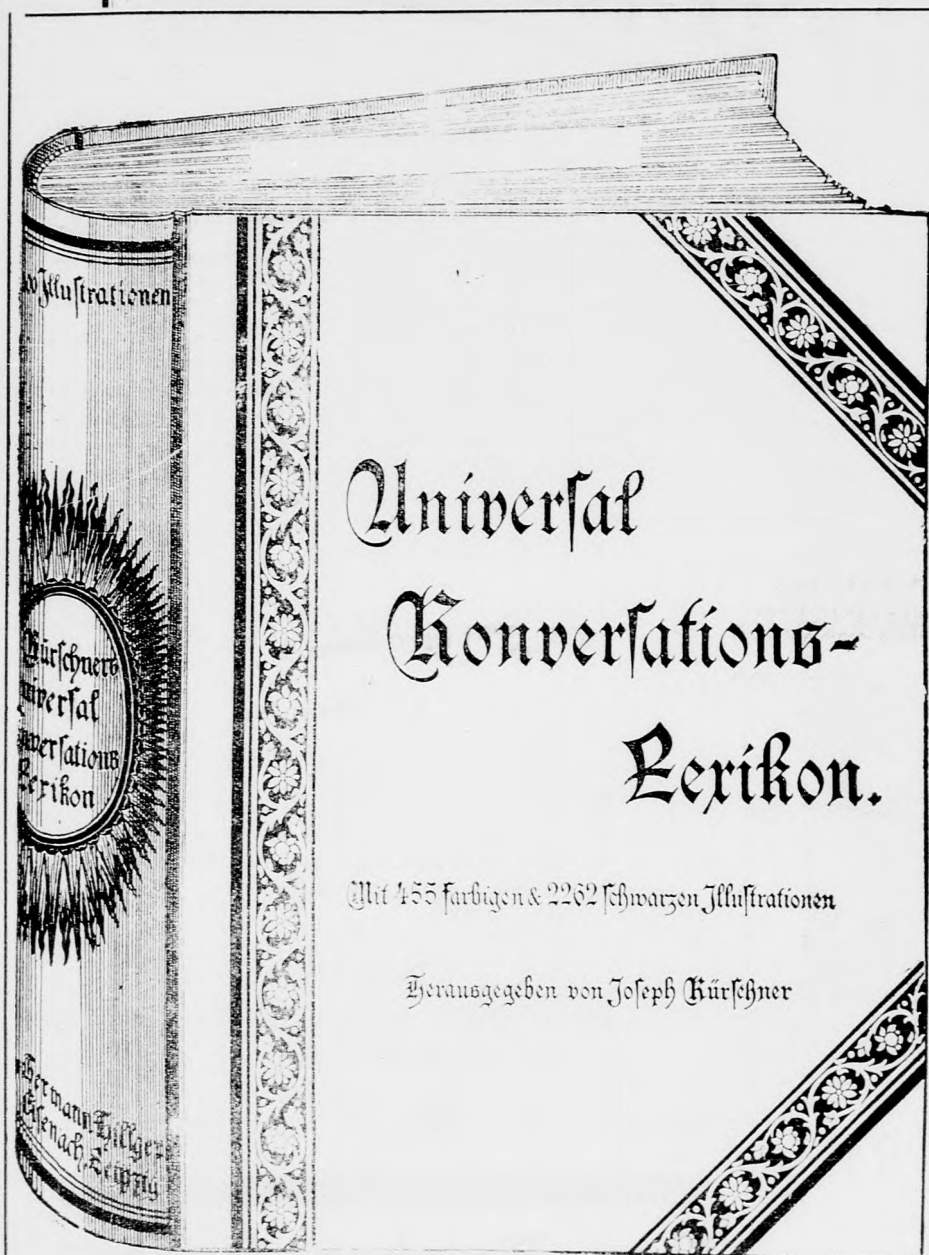 Illustrationen
Kürschners
Universal
Konversations
Lexikon
Hermann Hillger
Eisenach, Leipzig
Universal
Konversations-
Lexikon.
Mit 455 farbigen & 2262 schwarzen Illustrationen
Herausgegeben von Joseph Kürschner